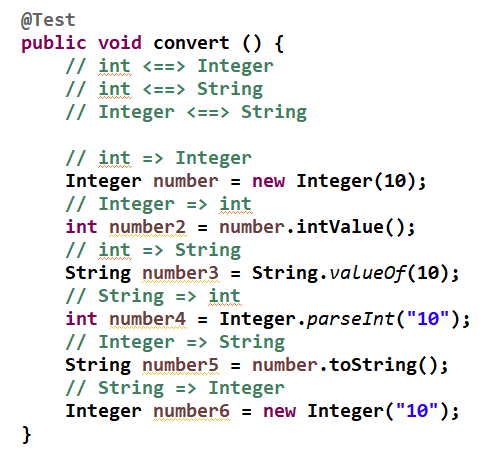 @Test
public void convert () {
// int <==> Integer
// int <==> String
// Integer <==> String
// int => Integer
Integer number = new Integer(10);
// Integer => int
int number2 = number.intValue();
// int => String
String number3 = String.valueOf(10);
// String => int
int number4 = Integer.parseInt("10");
// Integer => String
String number5 = number.toString();
// String => Integer
Integer number6 = new Integer("10");
}